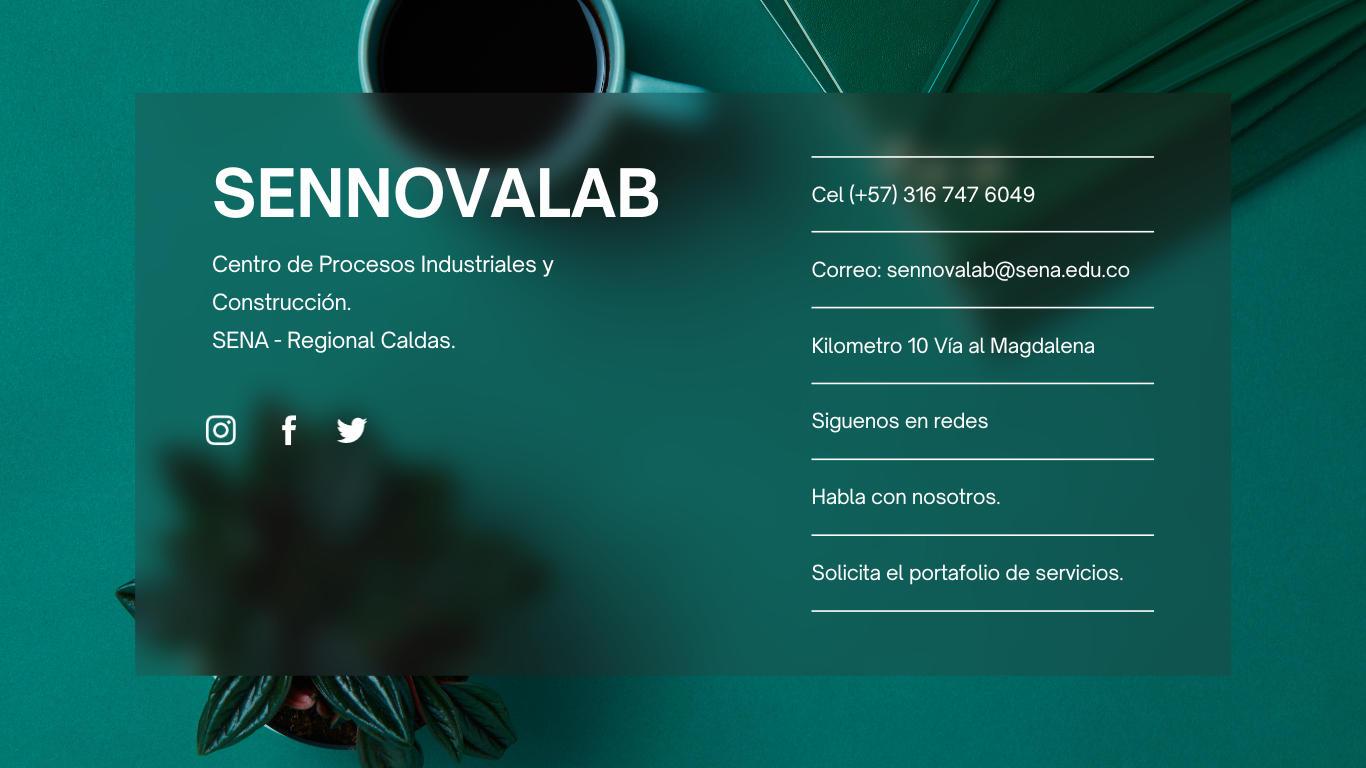 SENNOVALAB
Centro de Procesos Industriales y
Construcción.
SENA - Regional Caldas.
Cel (+57) 316 747 6049
Correo: sennovalab@sena.edu.co
Kilometro 10 Vía al Magdalena
Siguenos en redes
Habla con nosotros.
Solicita el portafolio de servicios.